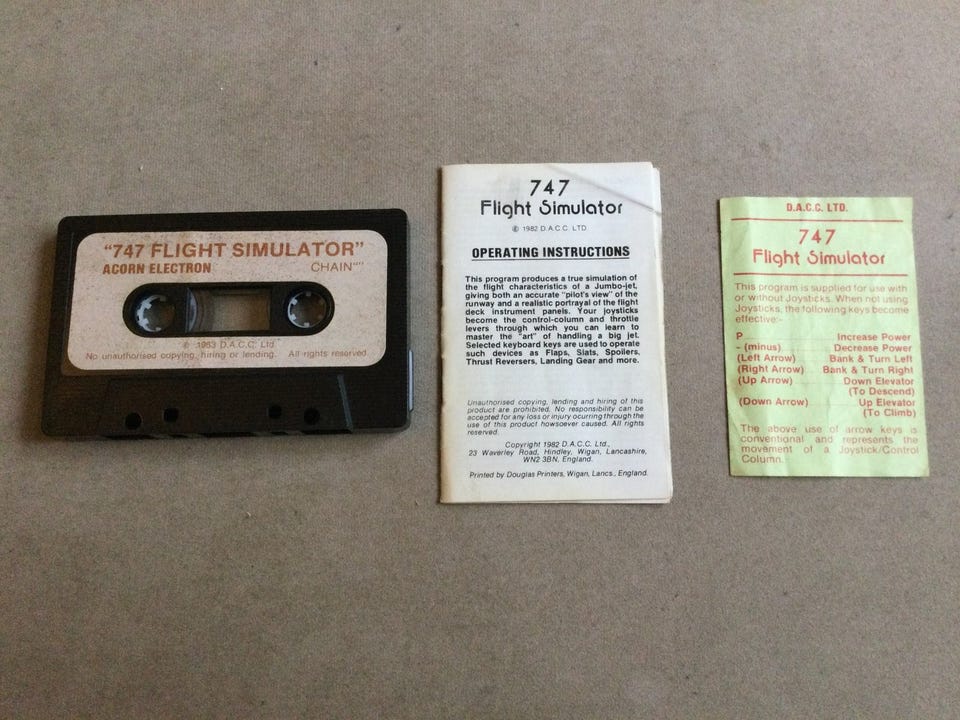 "747 FLIGHT SIMULATOR"
ACORN ELECTRON CHAIN""
© 1983 D.A.C.C. Ltd
No unauthorised copying, hiring or lending. All rights reserved.
747
Flight Simulator
© 1982 D.A.C.C. LTD.
OPERATING INSTRUCTIONS
This program produces a true simulation of
the flight characteristics of a Jumbo-jet,
giving both an accurate "pilot's view" of the
runway and a realistic portrayal of the flight
deck instrument panels. Your joysticks
become the control-column and throttle
levers through which you can learn to
master the "art" of handling a big jet.
Selected keyboard keys are used to operate
such devices as Flaps, Slats, Spoilers,
Thrust Reversers, Landing Gear and more.
Unauthorised copying, lending and hiring of this
product are prohibited. No responsibility can be
accepted for any loss or injury ocurring through the
use of this product howsoever caused. All rights
reserved.
Copyright 1982 D.A.C.C. Ltd.,
23 Waverley Road, Hindley, Wigan, Lancashire,
WN2 3BN. England.
Printed by Douglas Printers, Wigan, Lancs., England.
D.A.C.C. LTD.
747
Flight Simulator
This program is supplied for use with
or without Joysticks. When not using
Joysticks, the following keys become
effective:-
P Increase Power
- (minus) Decrease Power
(Left Arrow) Bank & Turn Left
(Right Arrow) Bank & Turn Right
(Up Arrow) Down Elevator
(To Descend)
(Down Arrow) Up Elevator
(To Climb)
The above use of arrow keys is
conventional and represents the
movement of a Joystick/Control
Column.